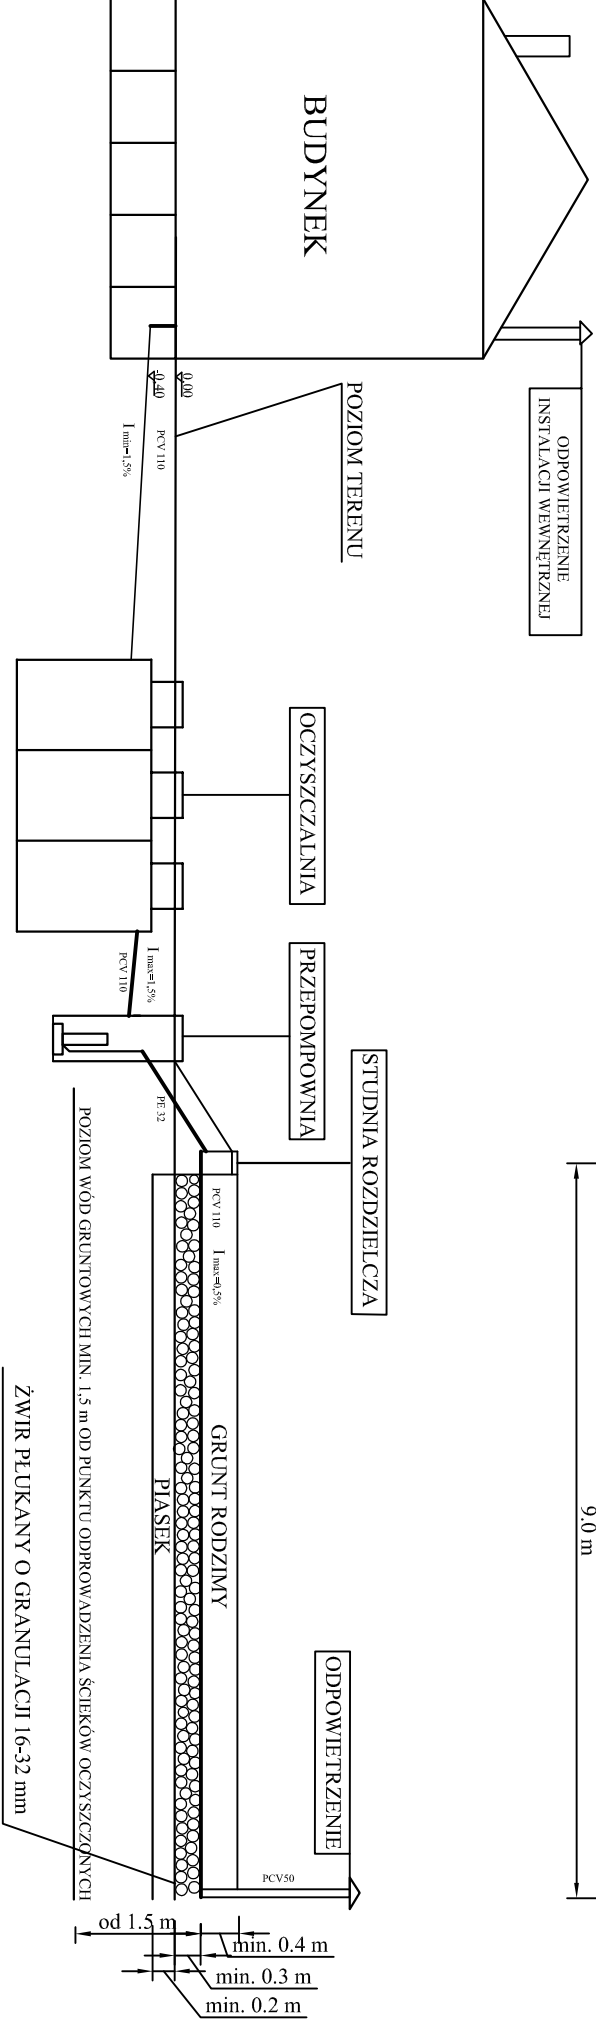 BUDYNEK
ODPOWIETRZENIE
INSTALACJI WEWNĘTRZNEJ
POZIOM TERENU
0.00
-0.40
PCV 110
I min=1,5%
OCZYSZCZALNIA
I max=1,5%
PCV 110
PRZEPOMPOWNIA
PE 32
STUDNIA ROZDZIELCZA
PCV 110
I max=0,5%
GRUNT RODZIMY
PIASEK
9.0 m
ODPOWIETRZENIE
PCV50
POZIOM WÓD GRUNTOWYCH MIN. 1,5 m OD PUNKTU ODPROWADZENIA ŚCIEKÓW OCZYSZCZONYCH
ŻWIR PŁUKANY O GRANULACJI 16-32 mm
od 1.5 m
min. 0.4 m
min. 0.3 m
min. 0.2 m